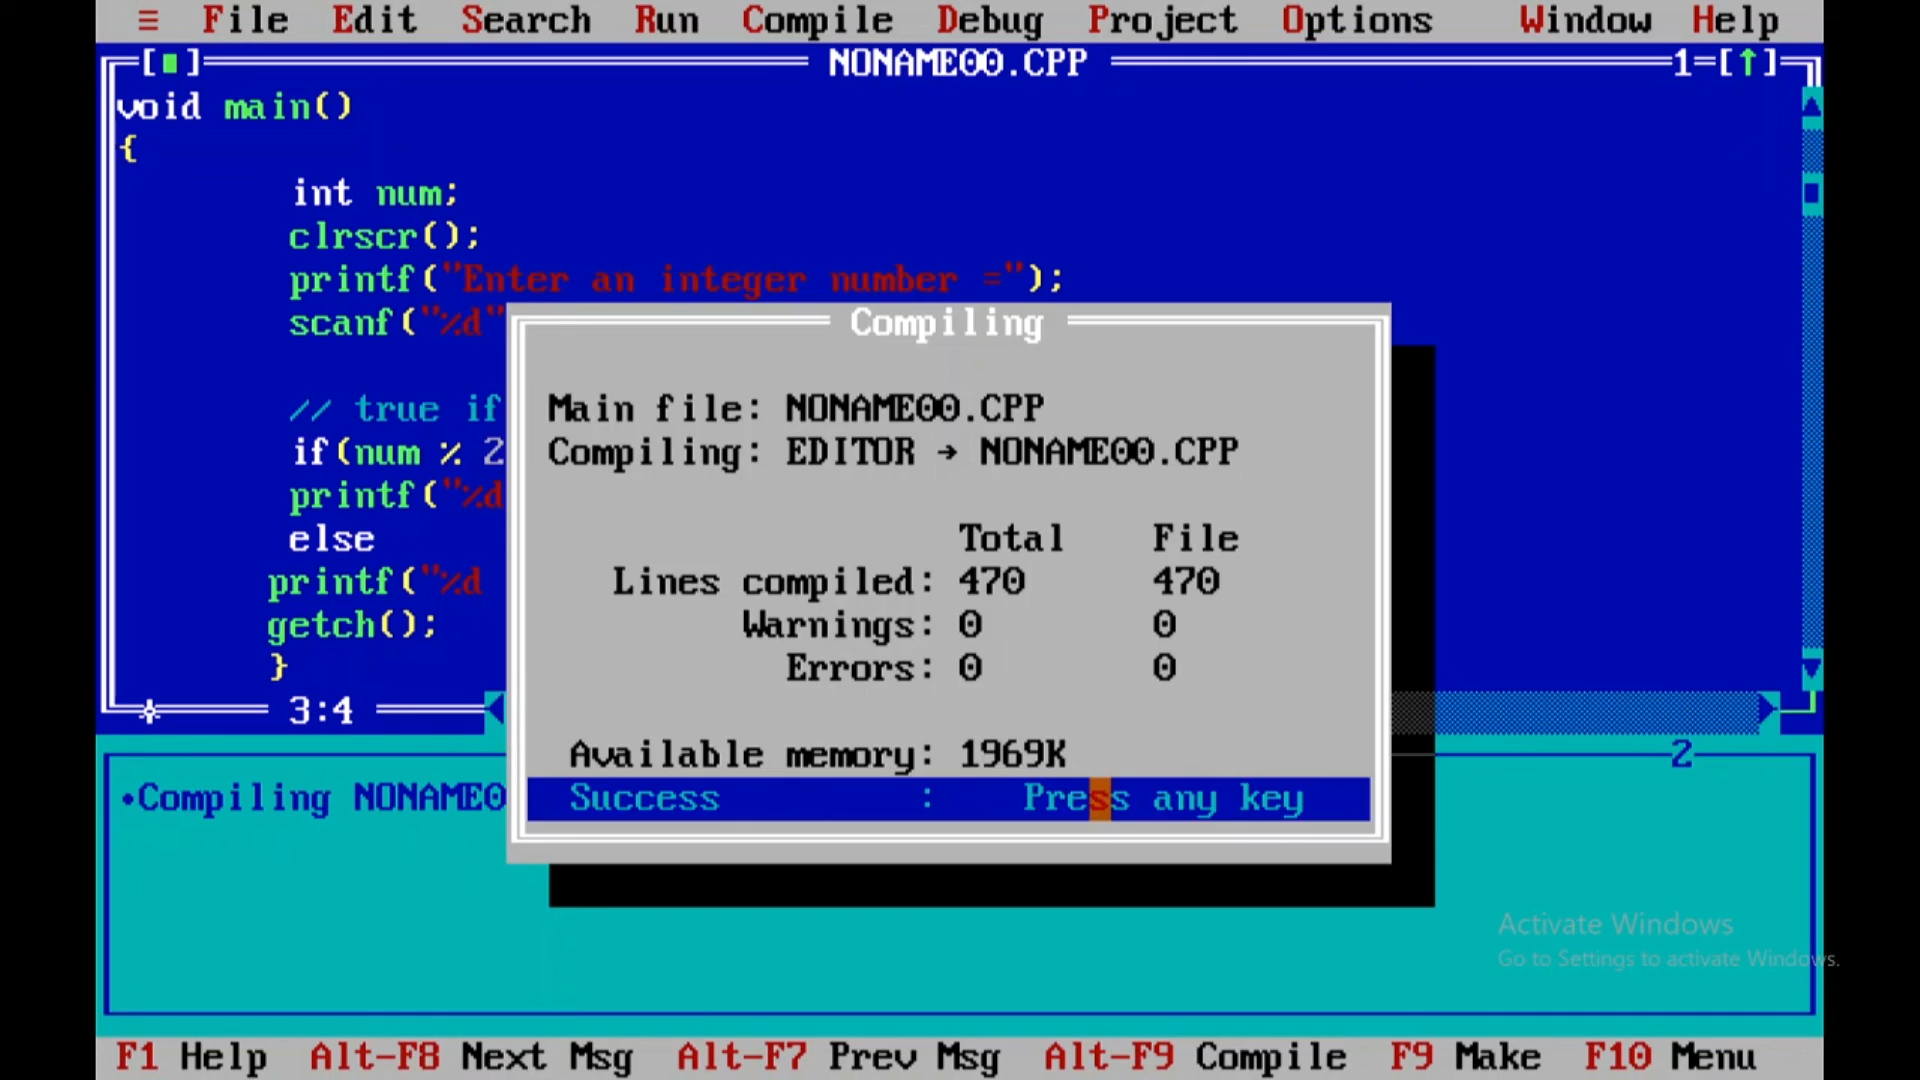 ≡ File Edit Search Run Compile Debug Project Options Window Help
[■] NONAME00.CPP 1=[↑]
void main()
{
int num;
clrscr();
printf("Enter an integer number =");
scanf("%d"
// true if
if(num % 2
printf("%d
else
printf("%d
getch();
}
3:4
Compiling
Main file: NONAME00.CPP
Compiling: EDITOR → NONAME00.CPP
Total File
Lines compiled: 470 470
Warnings: 0 0
Errors: 0 0
Available memory: 1969K
Success : Press any key
2
•Compiling NONAME0
Activate Windows
Go to Settings to activate Windows.
F1 Help Alt-F8 Next Msg Alt-F7 Prev Msg Alt-F9 Compile F9 Make F10 Menu